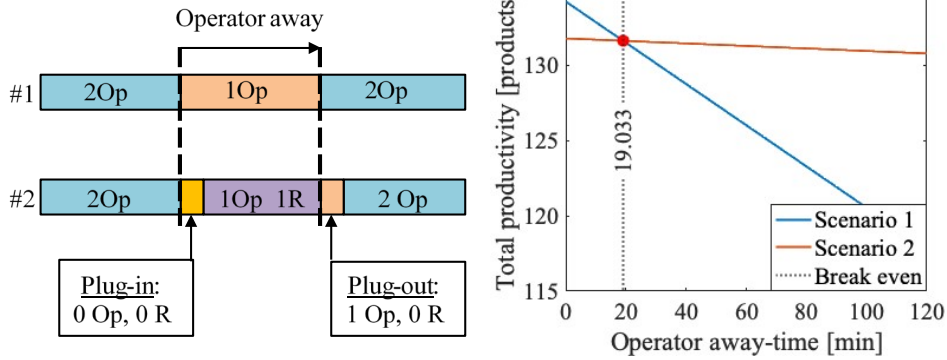 Operator away
#1
2Op
1Op
2Op
#2
2Op
1Op 1R
2 Op
Plug-in:
0 Op, 0 R
Plug-out:
1 Op, 0 R
Total productivity [products]
130
125
120
115
19.033
Scenario 1
Scenario 2
Break even
0
20
40
60
80
100
120
Operator away-time [min]